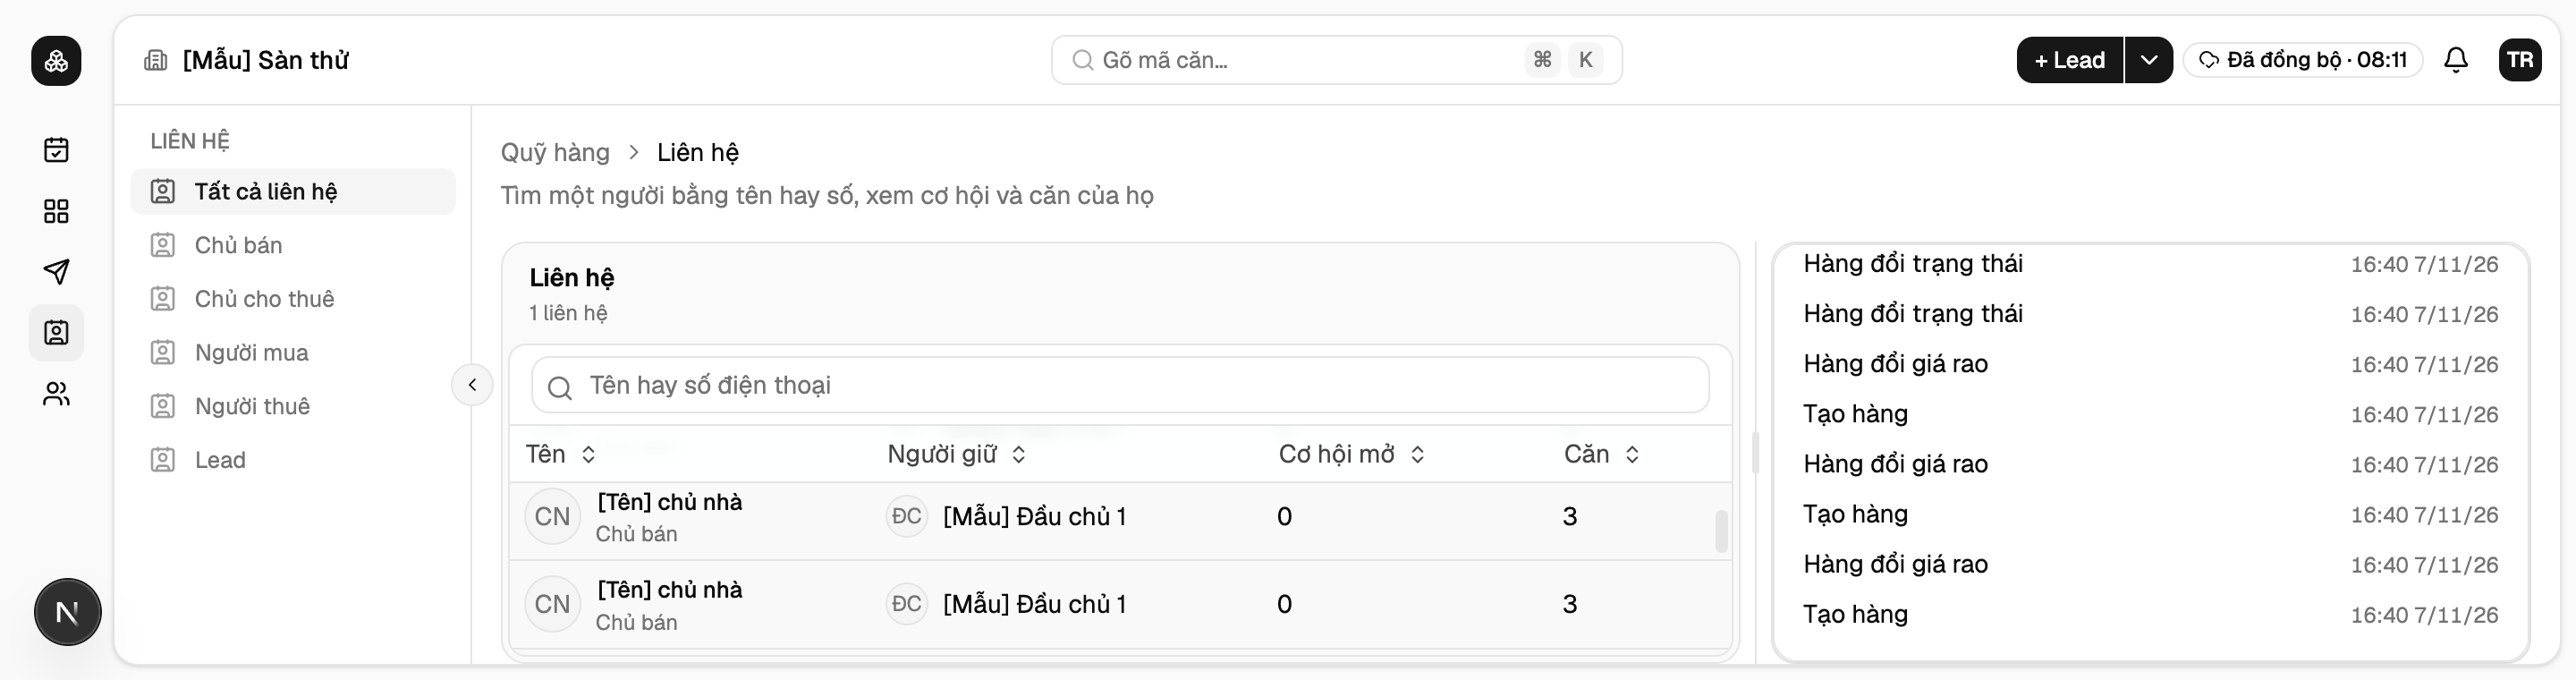 [Mẫu] Sàn thử
Gõ mã căn...
⌘ K
+ Lead
Đã đồng bộ · 08:11
TR
LIÊN HỆ
Tất cả liên hệ
Chủ bán
Chủ cho thuê
Người mua
Người thuê
Lead
N
Quỹ hàng > Liên hệ
Tìm một người bằng tên hay số, xem cơ hội và căn của họ
Liên hệ
1 liên hệ
Tên hay số điện thoại
Tên Người giữ Cơ hội mở Căn
CN [Tên] chủ nhà ĐC [Mẫu] Đầu chủ 1 0 3
Chủ bán
CN [Tên] chủ nhà ĐC [Mẫu] Đầu chủ 1 0 3
Chủ bán
Hàng đổi trạng thái 16:40 7/11/26
Hàng đổi trạng thái 16:40 7/11/26
Hàng đổi giá rao 16:40 7/11/26
Tạo hàng 16:40 7/11/26
Hàng đổi giá rao 16:40 7/11/26
Tạo hàng 16:40 7/11/26
Hàng đổi giá rao 16:40 7/11/26
Tạo hàng 16:40 7/11/26